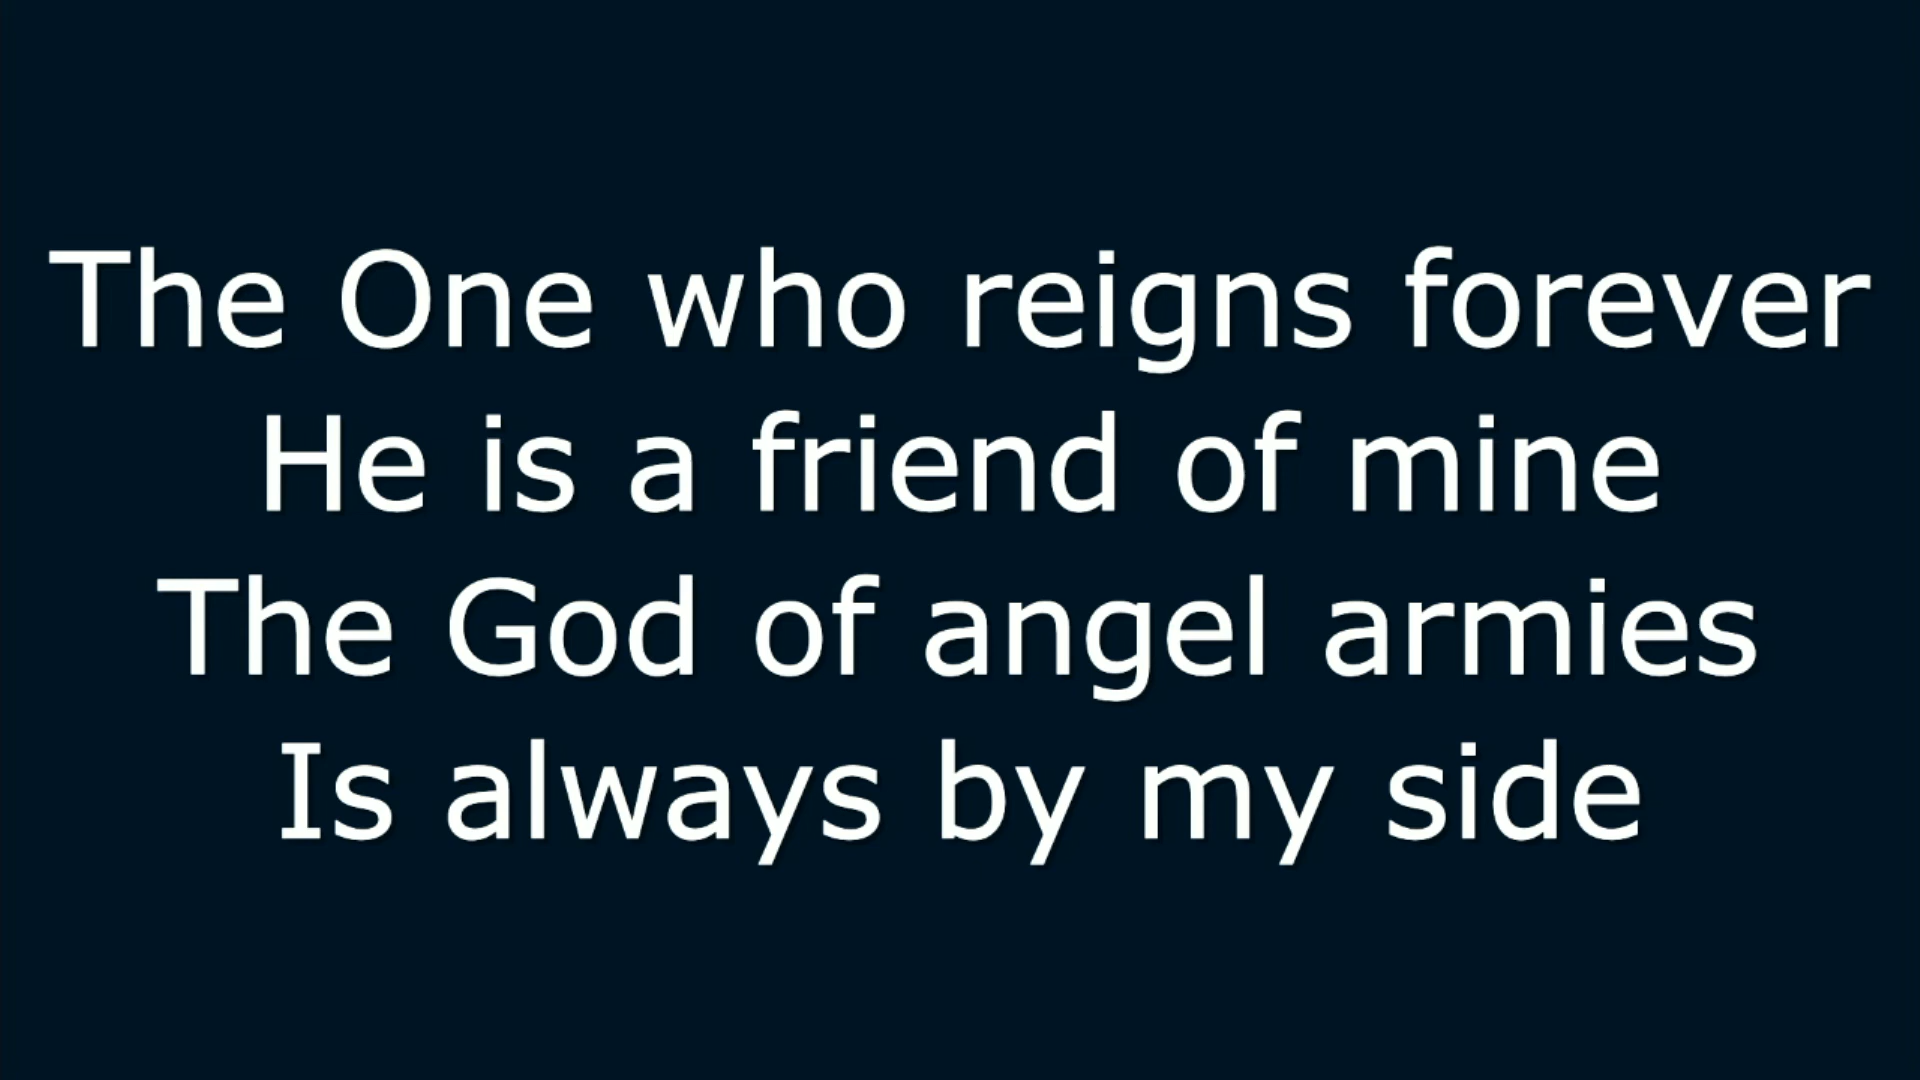 The One who reigns forever
He is a friend of mine
The God of angel armies
Is always by my side